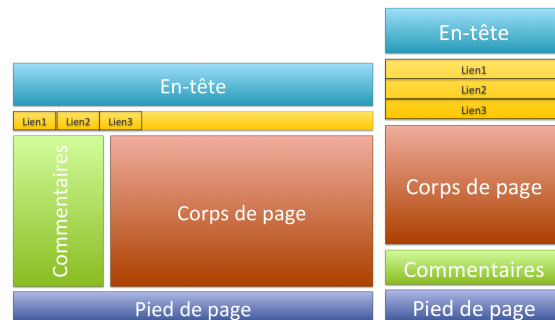 En-tête
Lien1 Lien2 Lien3
Commentaires
Corps de page
Pied de page
En-tête
Lien1
Lien2
Lien3
Corps de page
Commentaires
Pied de page